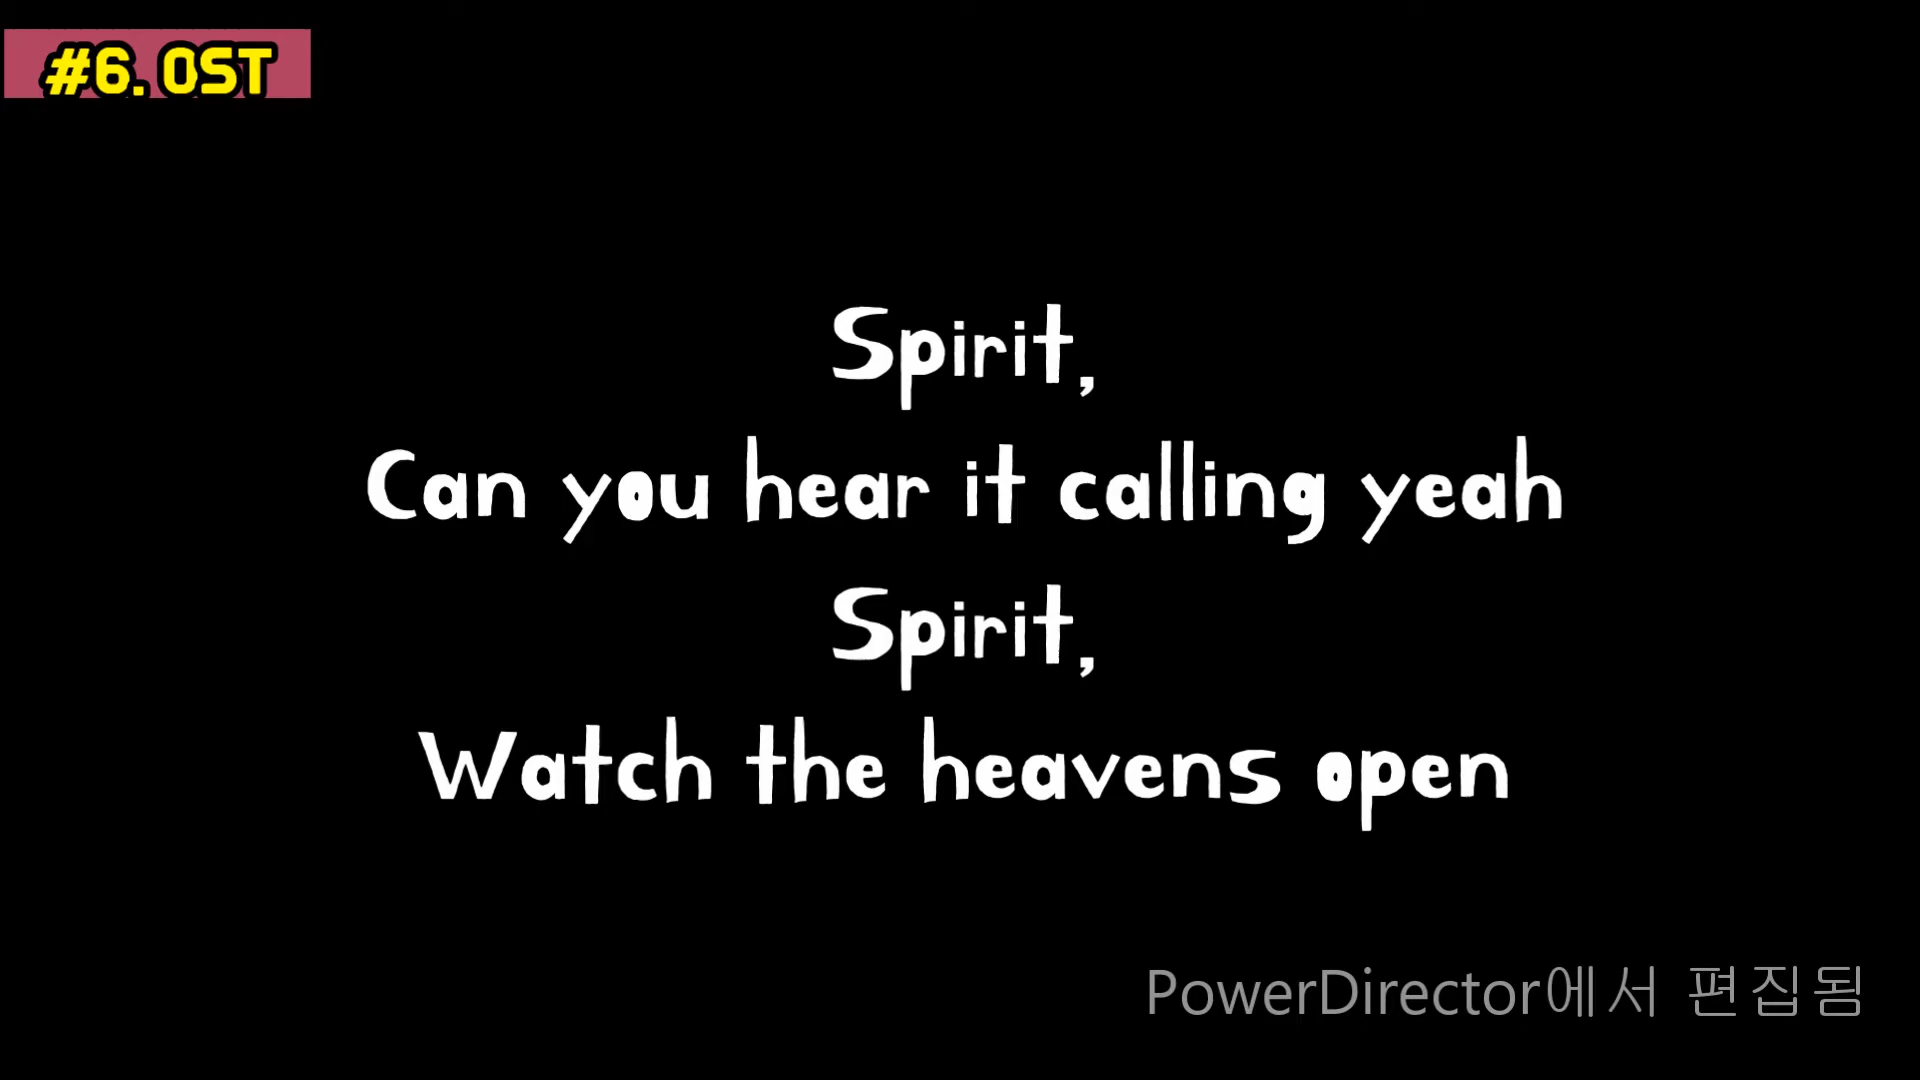 #6. OST
Spirit,
Can you hear it calling yeah
Spirit,
Watch the heavens open
PowerDirector에서 편집됨